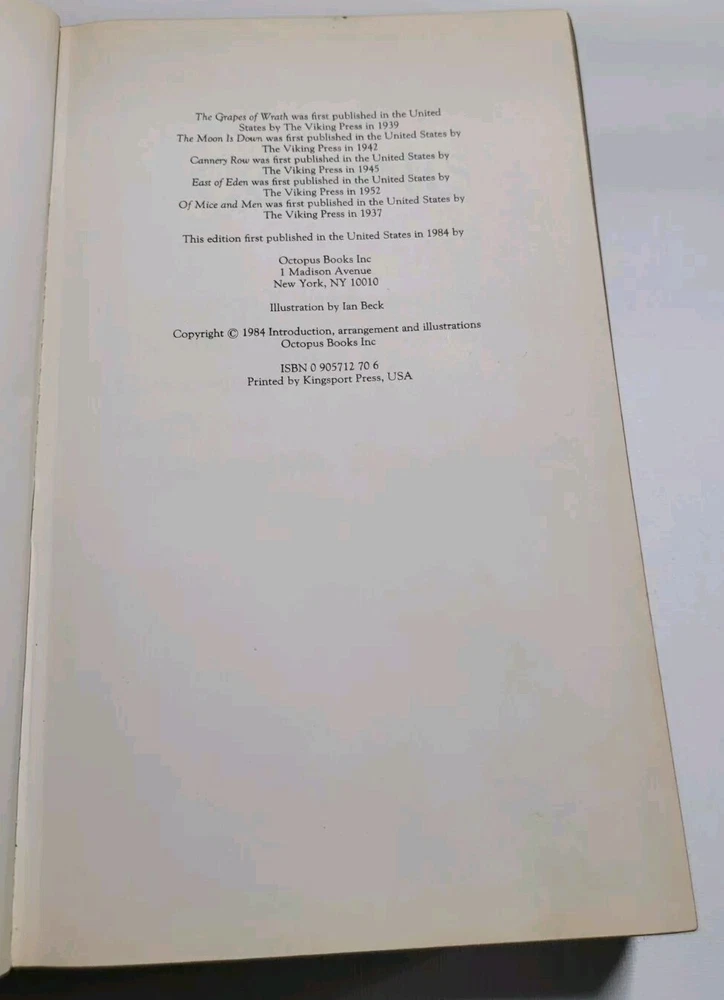 The Grapes of Wrath was first published in the United
States by The Viking Press in 1939
The Moon Is Down was first published in the United States by
The Viking Press in 1942
Cannery Row was first published in the United States by
The Viking Press in 1945
East of Eden was first published in the United States by
The Viking Press in 1952
Of Mice and Men was first published in the United States by
The Viking Press in 1937
This edition first published in the United States in 1984 by
Octopus Books Inc
1 Madison Avenue
New York, NY 10010
Illustration by Ian Beck
Copyright © 1984 Introduction, arrangement and illustrations
Octopus Books Inc
ISBN 0 905712 70 6
Printed by Kingsport Press, USA